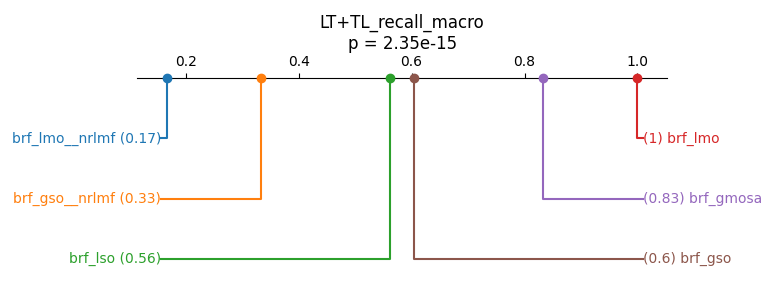 LT+TL_recall_macro
p = 2.35e-15
0.2 0.4 0.6 0.8 1.0
brf_lmo__nrlmf (0.17) (1) brf_lmo
brf_gso__nrlmf (0.33) (0.83) brf_gmosa
brf_lso (0.56) (0.6) brf_gso